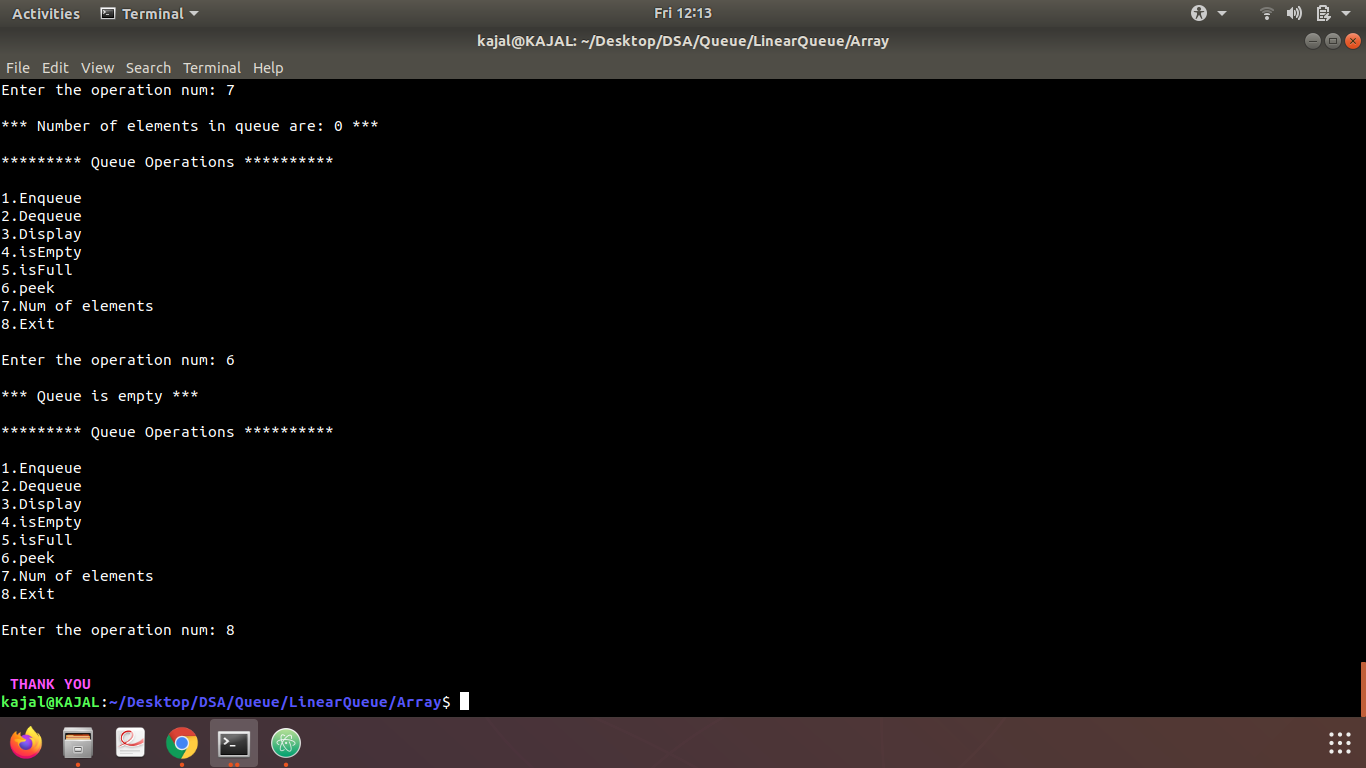 Activities Terminal Fri 12:13
kajal@KAJAL: ~/Desktop/DSA/Queue/LinearQueue/Array
File Edit View Search Terminal Help
Enter the operation num: 7
*** Number of elements in queue are: 0 ***
********* Queue Operations **********
1.Enqueue
2.Dequeue
3.Display
4.isEmpty
5.isFull
6.peek
7.Num of elements
8.Exit
Enter the operation num: 6
*** Queue is empty ***
********* Queue Operations **********
1.Enqueue
2.Dequeue
3.Display
4.isEmpty
5.isFull
6.peek
7.Num of elements
8.Exit
Enter the operation num: 8
THANK YOU
kajal@KAJAL:~/Desktop/DSA/Queue/LinearQueue/Array$